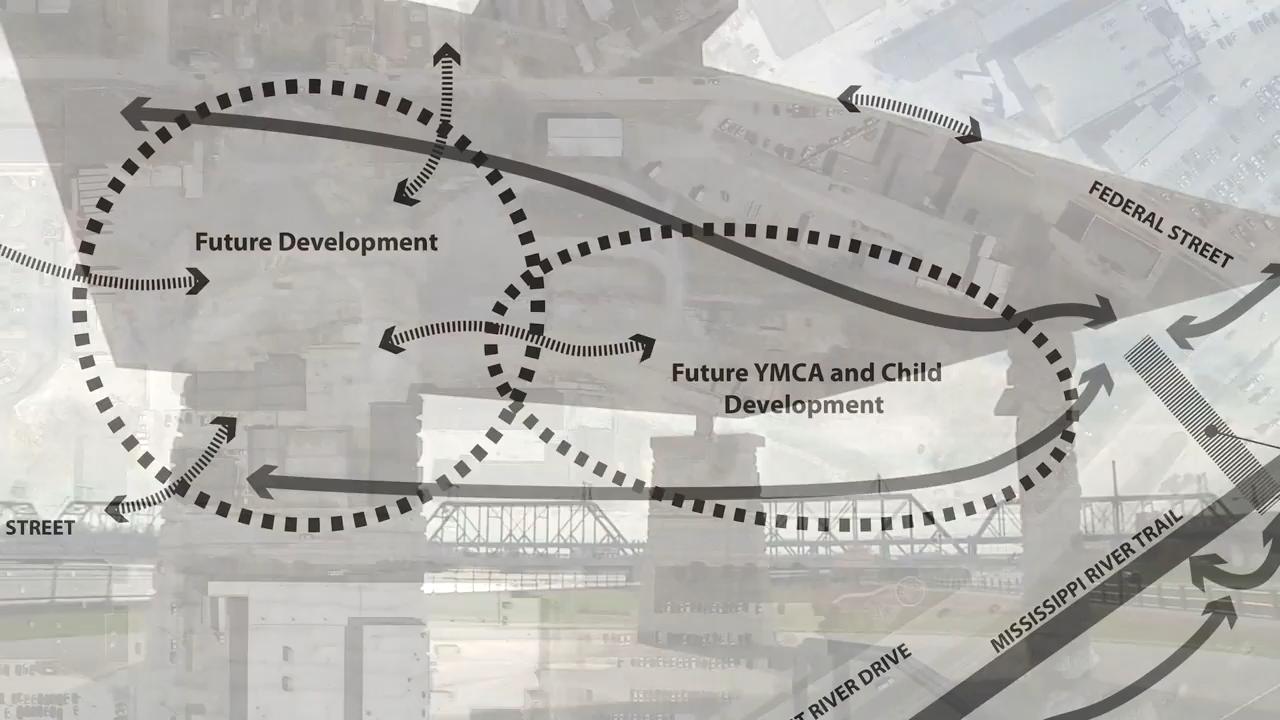 FEDERAL STREET
Future Development
Future YMCA and Child
Development
STREET
MISSISSIPPI RIVER TRAIL
RIVER DRIVE